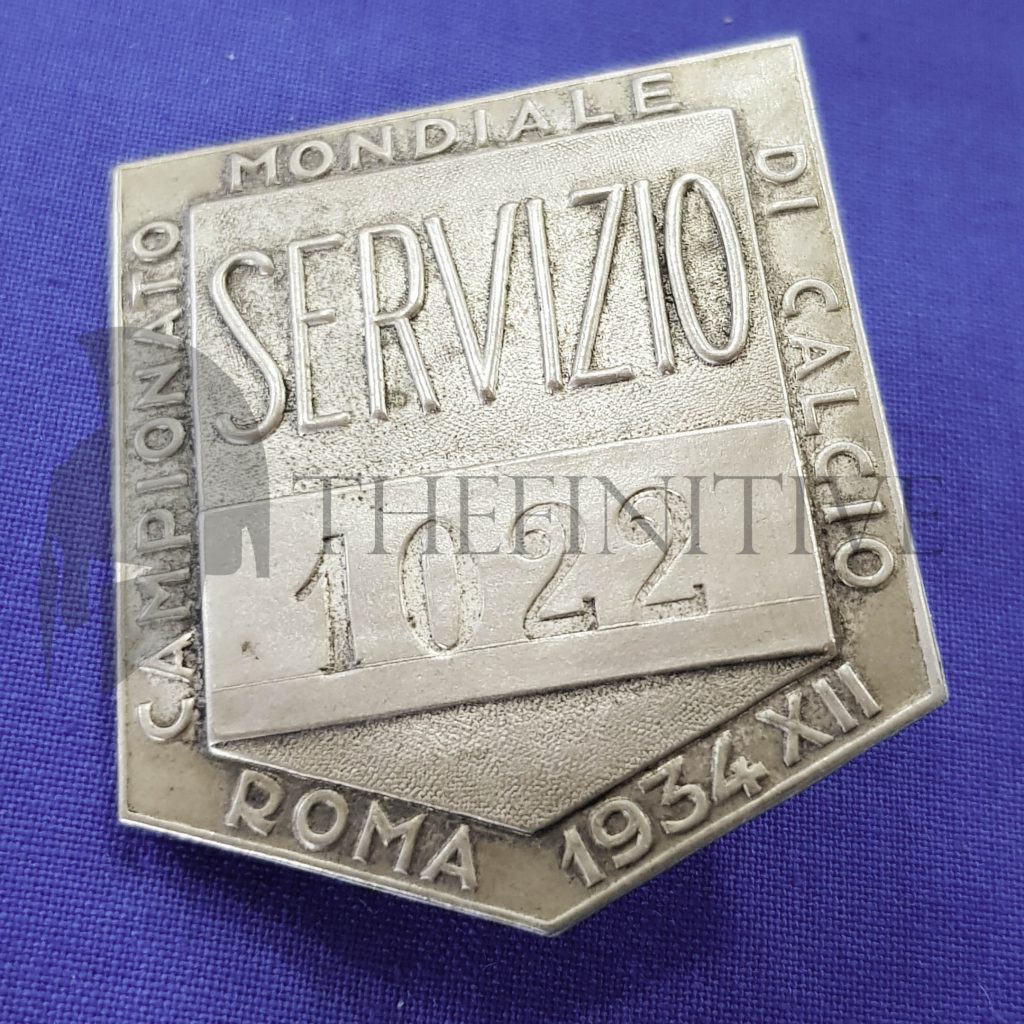 CAMPIONATO
MONDIALE
DI CALCIO
SERVIZIO
1022
ROMA 1934 XII
THEFINITIVE